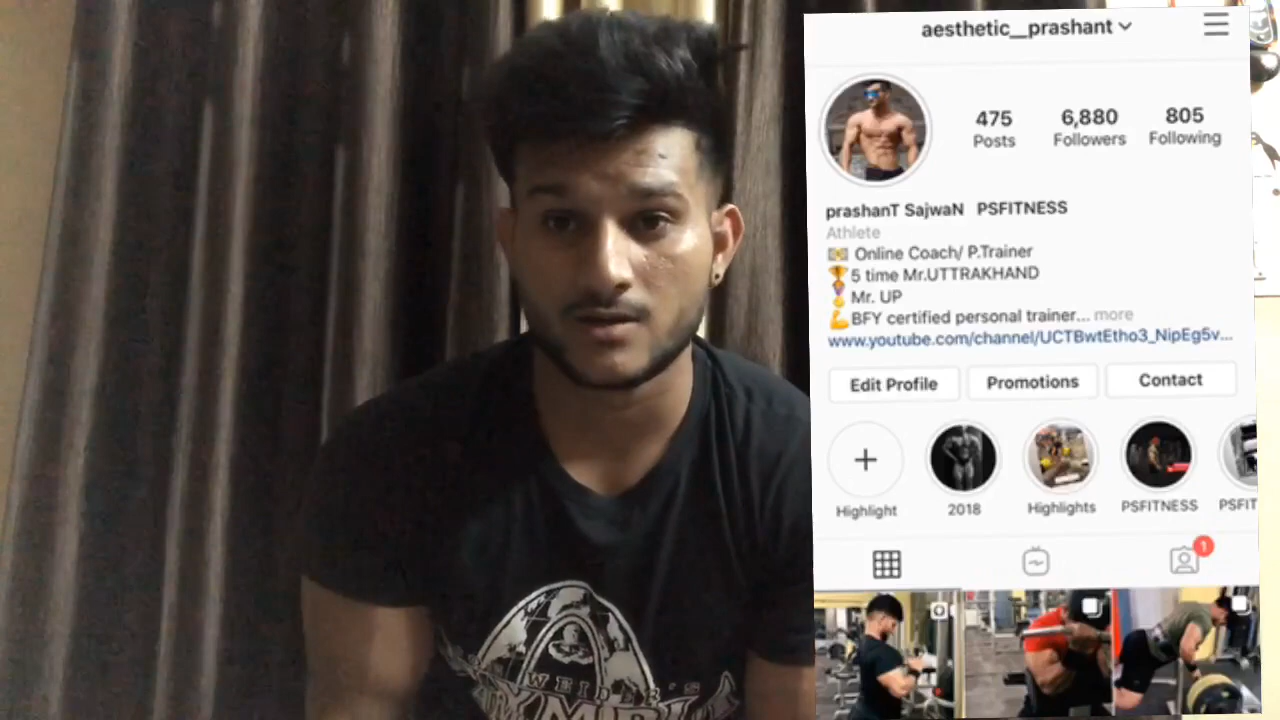 aesthetic__prashant
475
6,880
805
Posts
Followers
Following
prashanT SajwaN PSFITNESS
Athlete
Online Coach/ P.Trainer
5 time Mr.UTTRAKHAND
Mr. UP
BFY certified personal trainer... more
www.youtube.com/channel/UCTBwtEtho3_NipEg5v...
Edit Profile
Promotions
Contact
Highlight
2018
Highlights
PSFITNESS
PSFIT
1
WEIDER'S